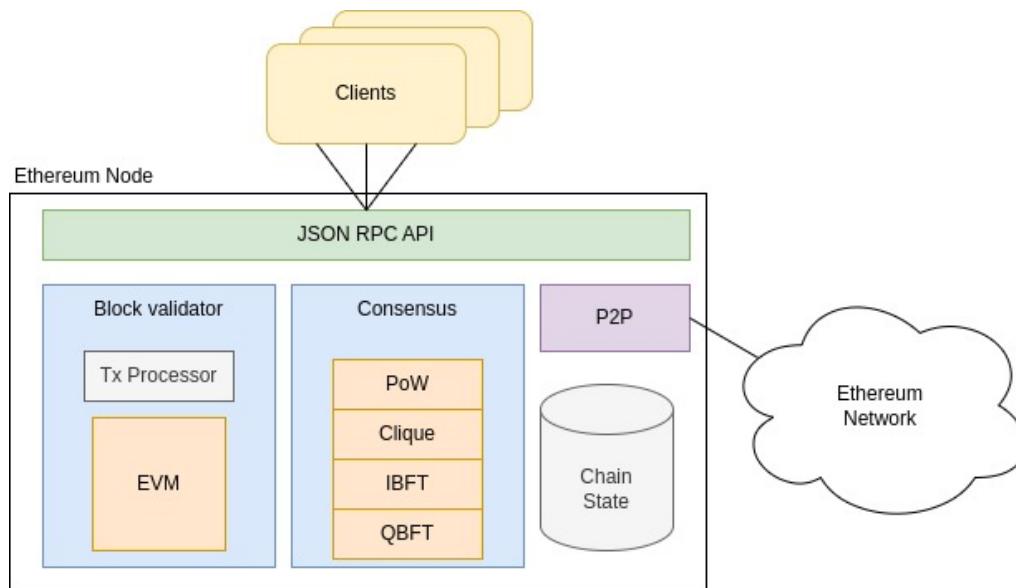 Clients
Ethereum Node
JSON RPC API
Block validator
Tx Processor
EVM
Consensus
PoW
Clique
IBFT
QBFT
P2P
Chain
State
Ethereum
Network